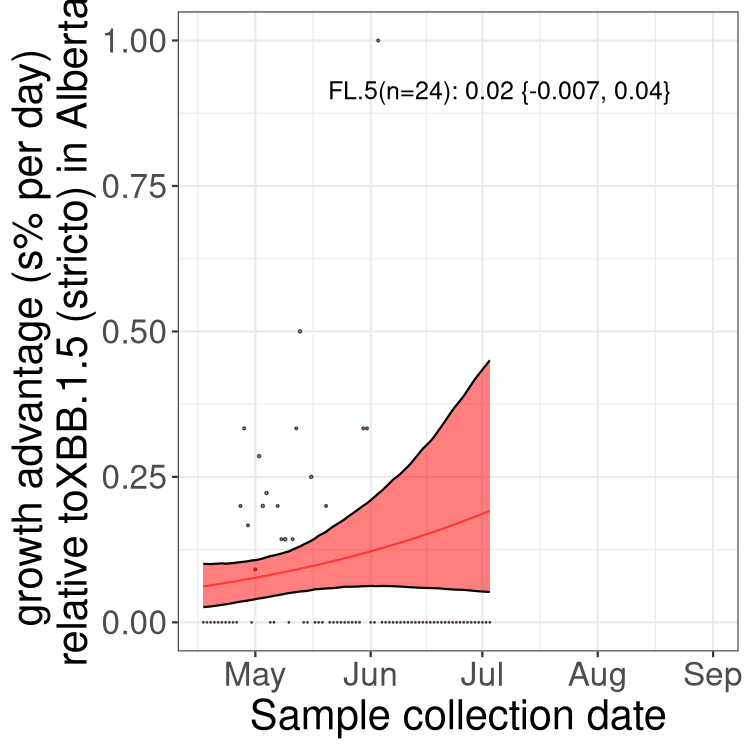 growth advantage (s% per day)
relative toXBB.1.5 (stricto) in Alberta
1.00
0.75
0.50
0.25
0.00
FL.5(n=24): 0.02 {-0.007, 0.04}
May Jun Jul Aug Sep
Sample collection date